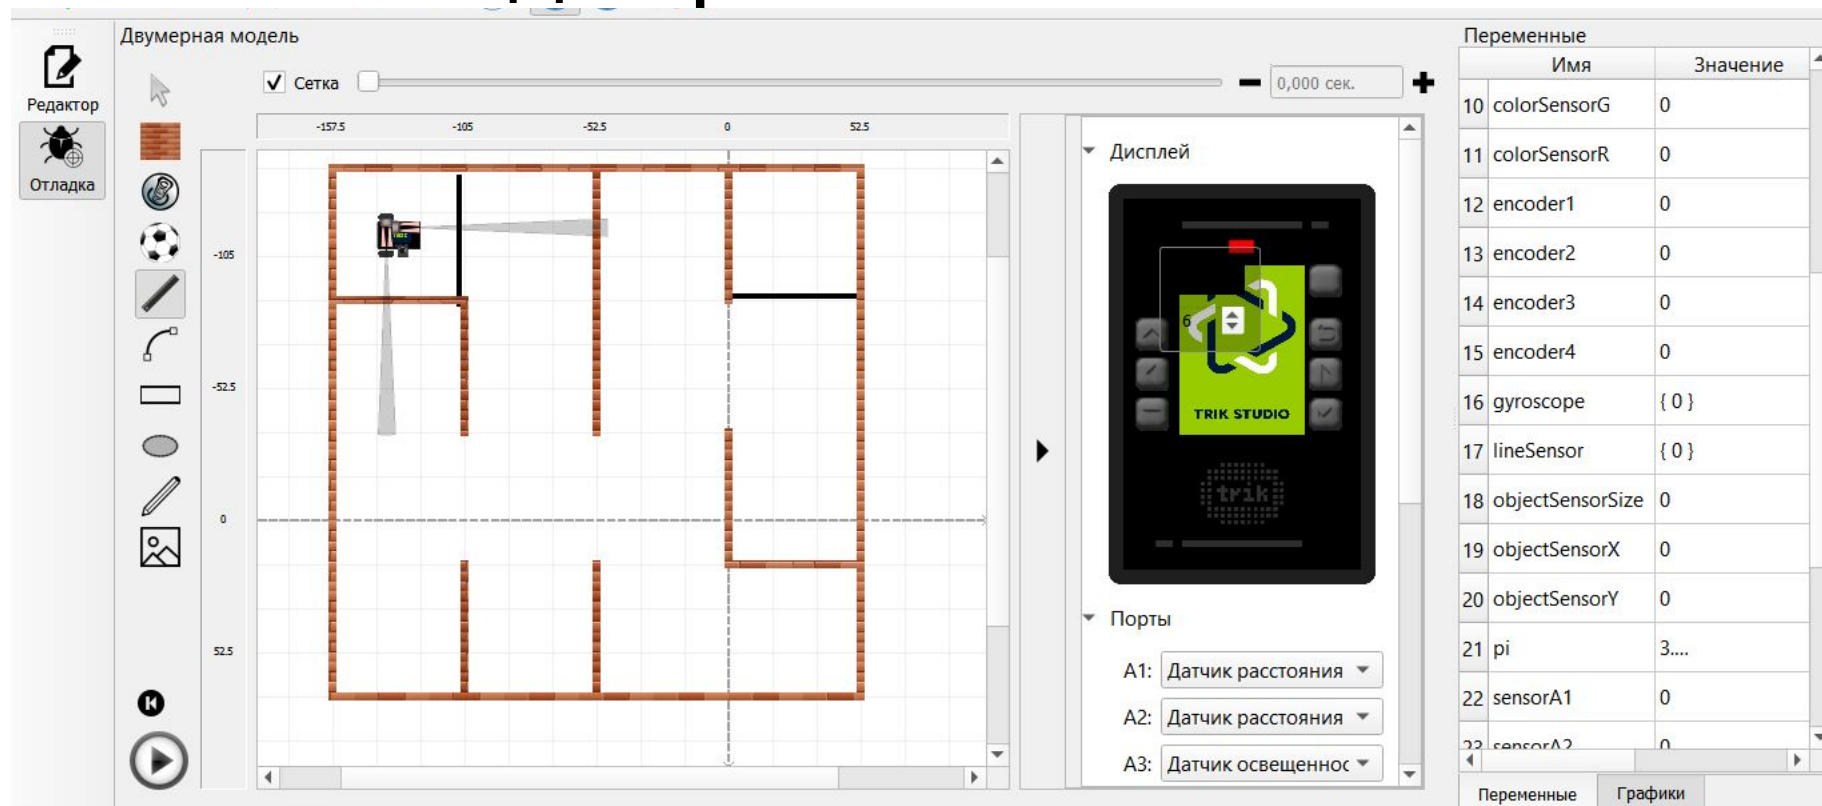 Двумерная модель
Переменные
Редактор
Отладка
Сетка
0,000 сек.
-157.5 -105 -52.5 0 52.5
-105
-52.5
0
52.5
Дисплей
6
TRIK STUDIO
trik
Порты
A1: Датчик расстояния
A2: Датчик расстояния
A3: Датчик освещеннос
Имя Значение
10 colorSensorG 0
11 colorSensorR 0
12 encoder1 0
13 encoder2 0
14 encoder3 0
15 encoder4 0
16 gyroscope { 0 }
17 lineSensor { 0 }
18 objectSensorSize 0
19 objectSensorX 0
20 objectSensorY 0
21 pi 3....
22 sensorA1 0
23 sensorA2 0
Переменные Графики